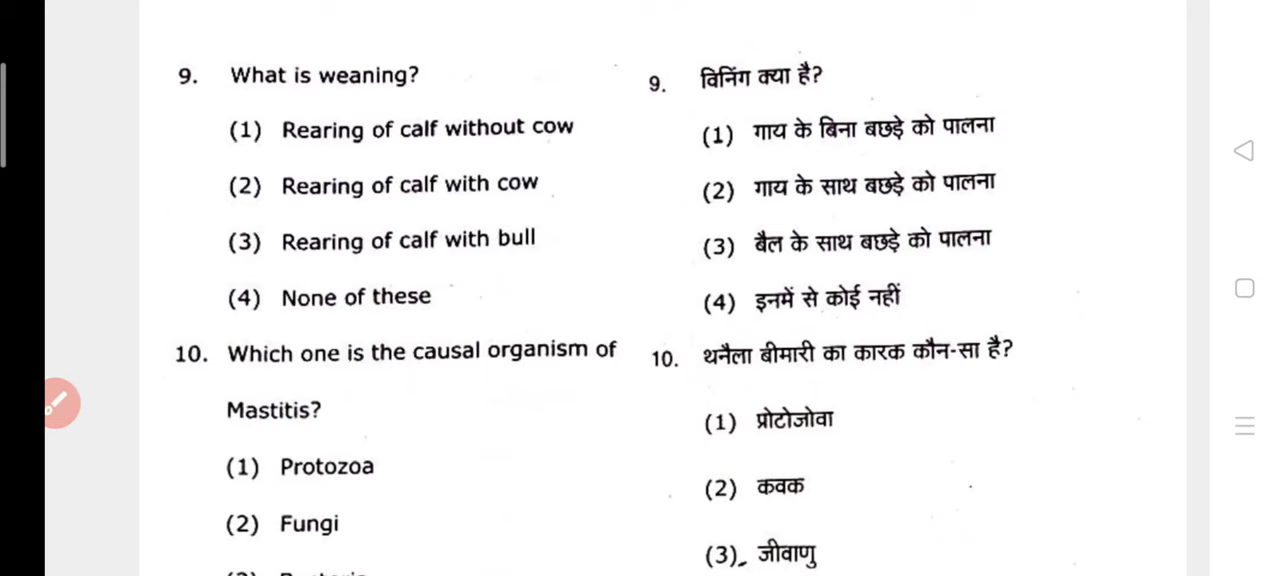 9. What is weaning?
(1) Rearing of calf without cow
(2) Rearing of calf with cow
(3) Rearing of calf with bull
(4) None of these
10. Which one is the causal organism of
Mastitis?
(1) Protozoa
(2) Fungi
9. विनिंग क्या है?
(1) गाय के बिना बछड़े को पालना
(2) गाय के साथ बछड़े को पालना
(3) बैल के साथ बछड़े को पालना
(4) इनमें से कोई नहीं
10. थनैला बीमारी का कारक कौन-सा है?
(1) प्रोटोजोवा
(2) कवक
(3) जीवाणु